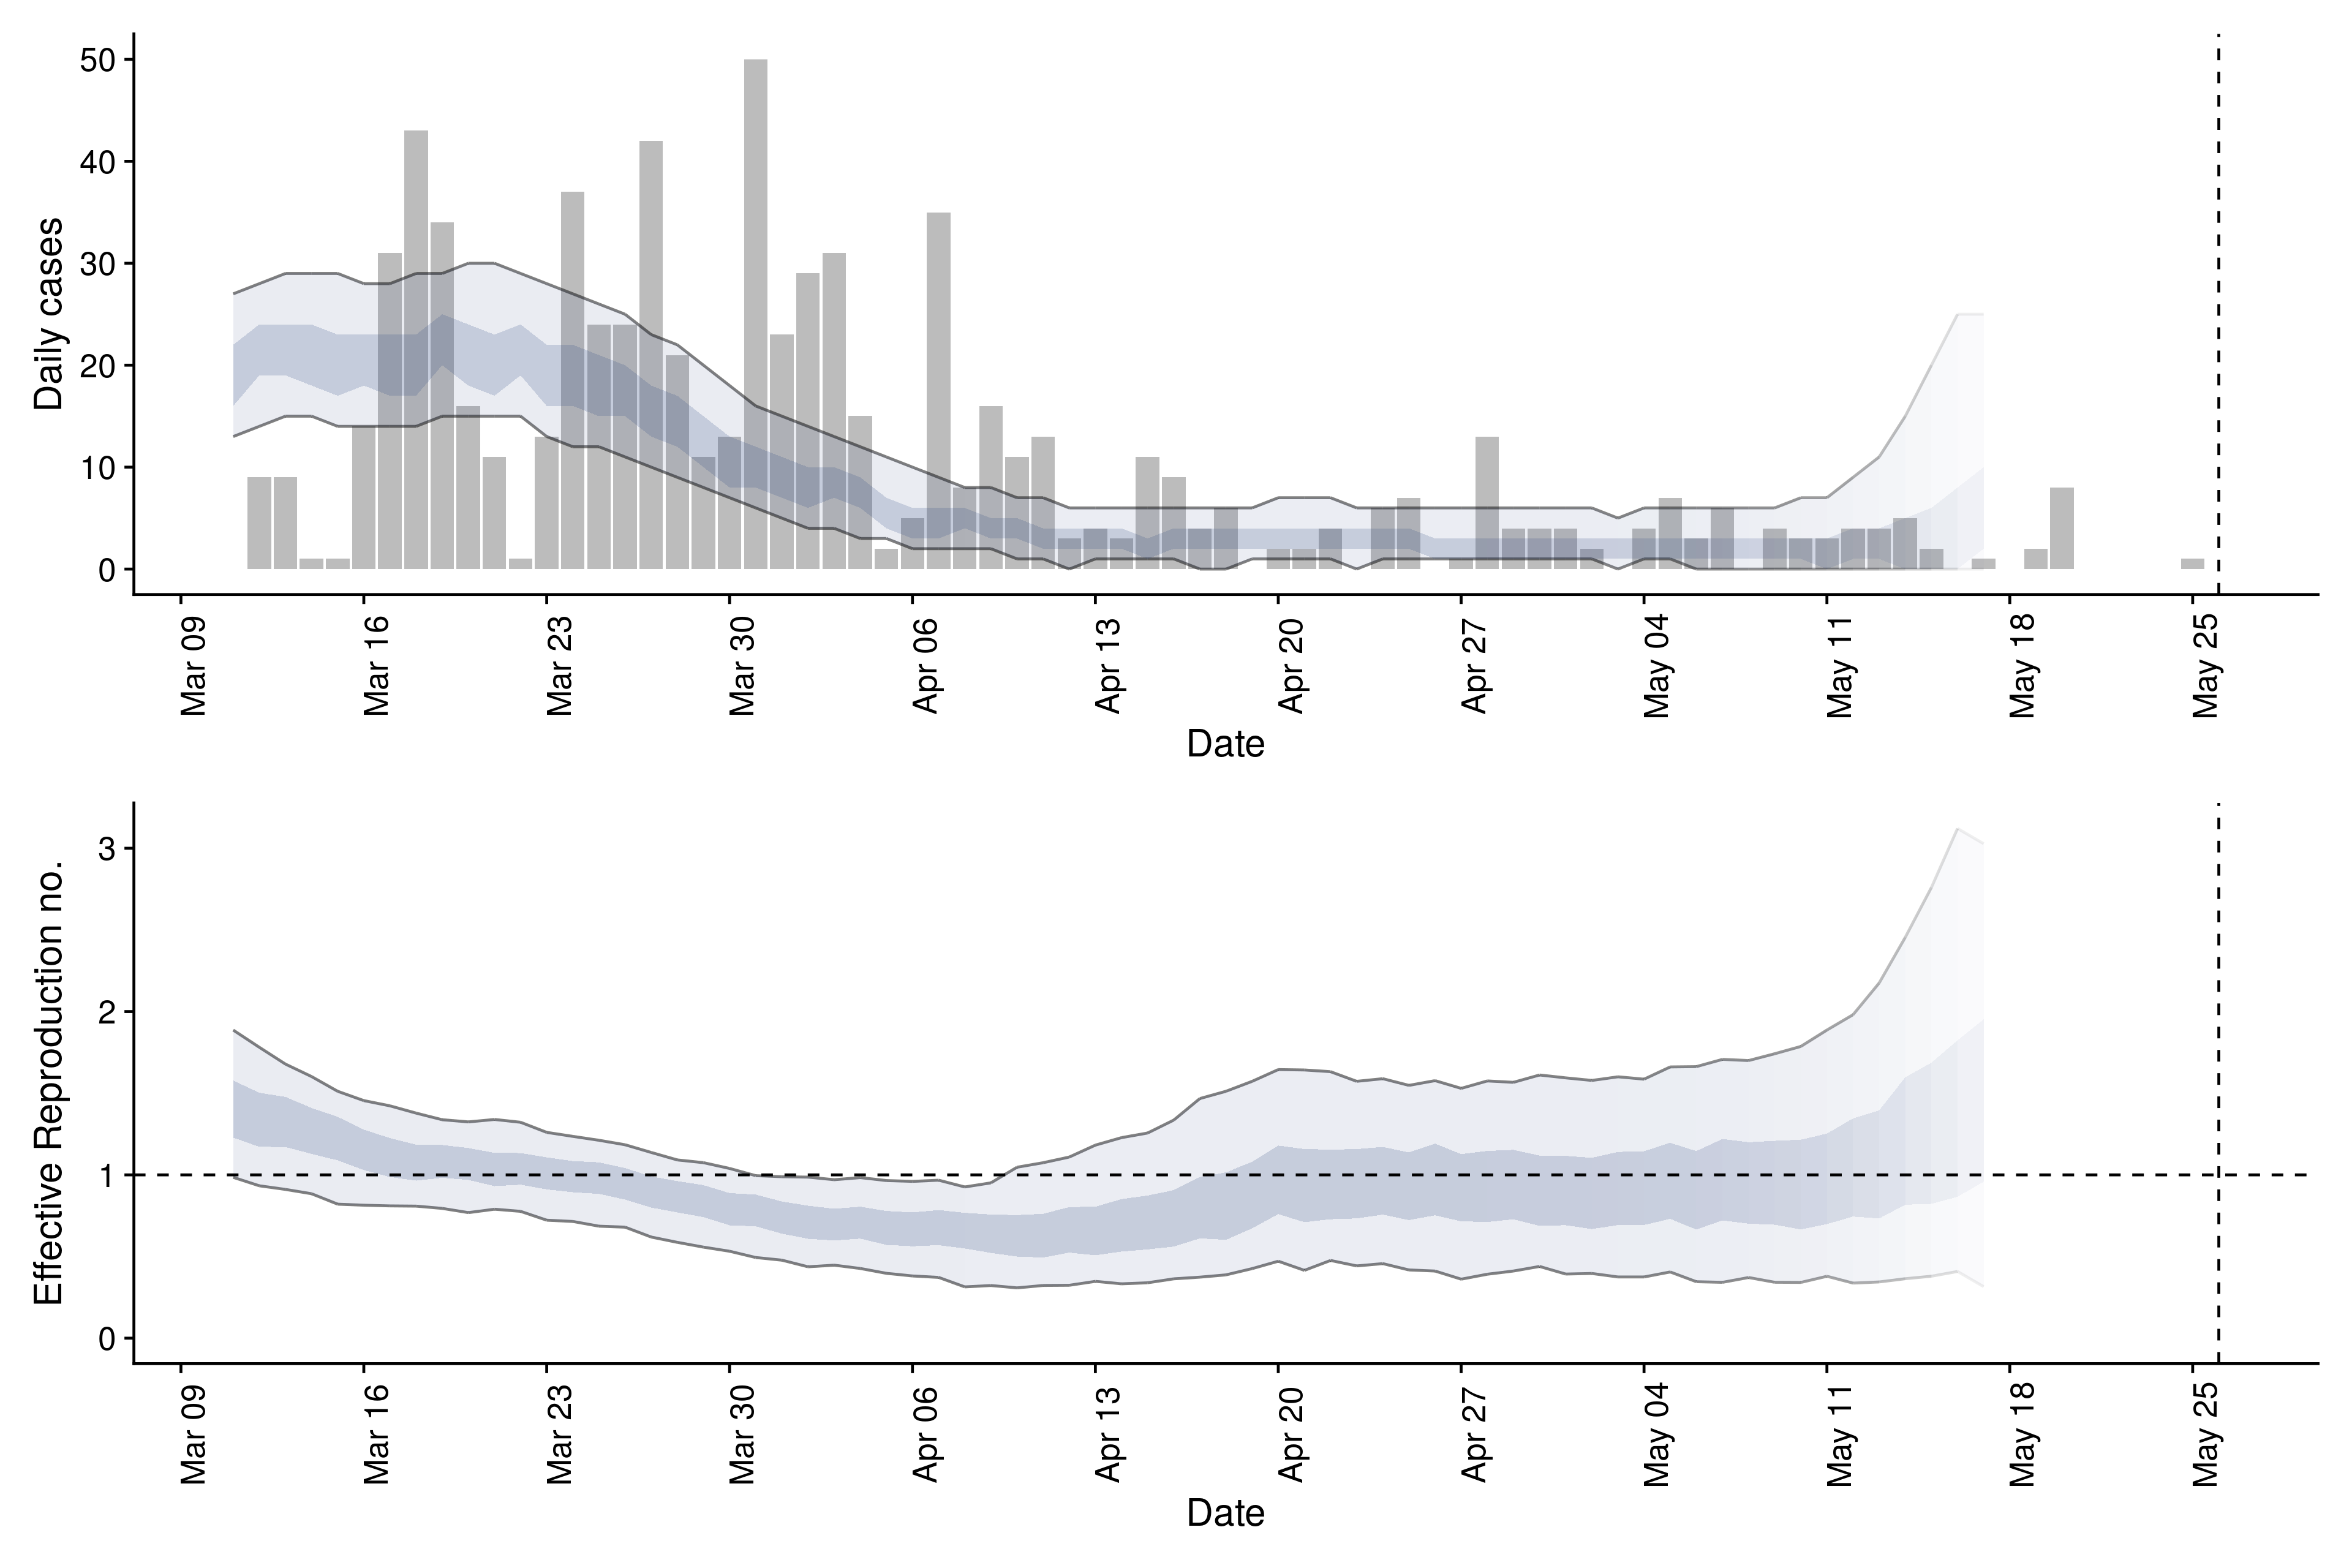 Daily cases
50
40
30
20
10
0
Mar 09
Mar 16
Mar 23
Mar 30
Apr 06
Apr 13
Apr 20
Apr 27
May 04
May 11
May 18
May 25
Date
Effective Reproduction no.
3
2
1
0
Mar 09
Mar 16
Mar 23
Mar 30
Apr 06
Apr 13
Apr 20
Apr 27
May 04
May 11
May 18
May 25
Date